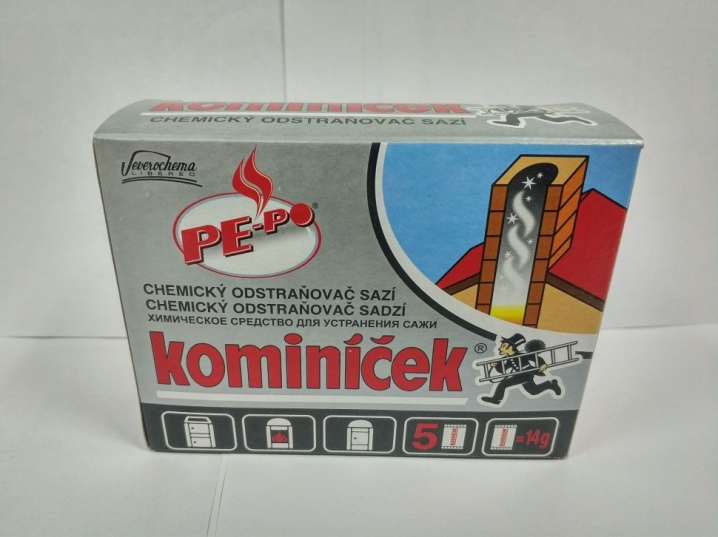 kominíček
CHEMICKÝ ODSTRAŇOVAČ SAZÍ
Severochema
LIBEREC
PE-PO®
CHEMICKÝ ODSTRAŇOVAČ SAZÍ
CHEMICKÝ ODSTRAŇOVAČ SADZÍ
ХИМИЧЕСКОЕ СРЕДСТВО ДЛЯ УСТРАНЕНИЯ САЖИ
kominíček®
5 =14g